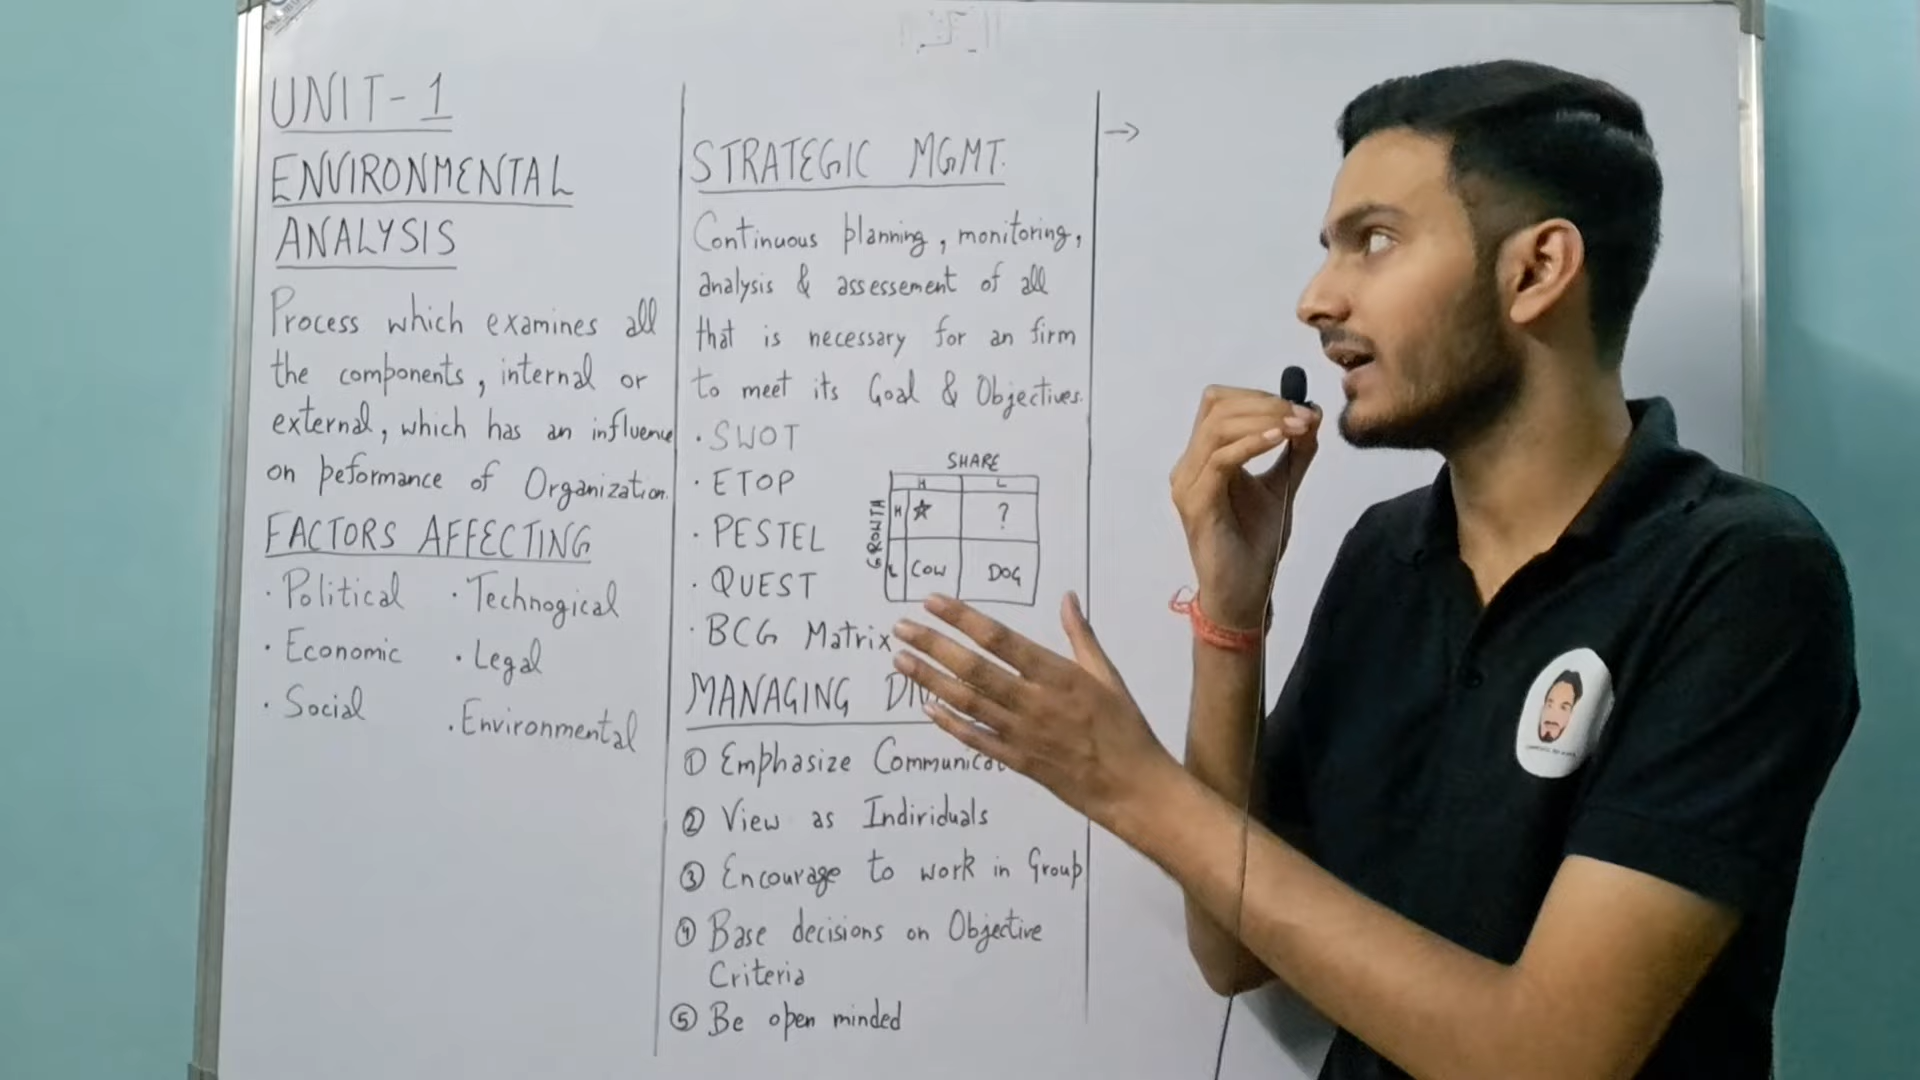 UNIT-1
ENVIRONMENTAL
ANALYSIS
Process which examines all
the components, internal or
external, which has an influence
on peformance of Organization.
FACTORS AFFECTING
· Political
· Economic
· Social
· Technogical
· Legal
· Environmental
STRATEGIC MGMT.
Continuous planning, monitoring,
analysis & assessement of all
that is necessary for an firm
to meet its Goal & Objectives.
· SWOT
· ETOP
· PESTEL
· QUEST
· BCG Matrix
SHARE
H L
GROWTH
H ☆ ?
L COW DOG
MANAGING
① Emphasize
② View as Individuals
③ Encourage to work in Group
④ Base decisions on Objective
Criteria
⑤ Be open minded
→